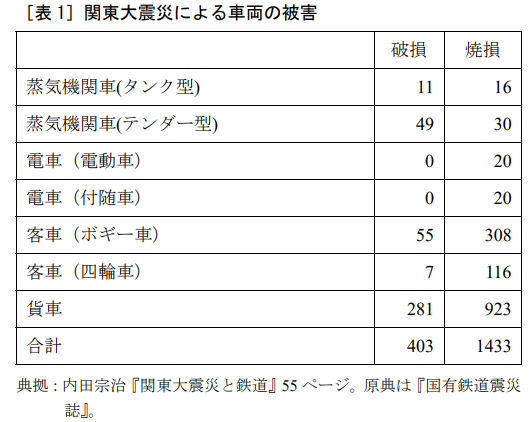 ［表 1］関東大震災による車両の被害
破損 焼損
蒸気機関車(タンク型) 11 16
蒸気機関車(テンダー型) 49 30
電車（電動車） 0 20
電車（付随車） 0 20
客車（ボギー車） 55 308
客車（四輪車） 7 116
貨車 281 923
合計 403 1433
典拠：内田宗治『関東大震災と鉄道』55 ページ。原典は『国有鉄道震災
誌』。